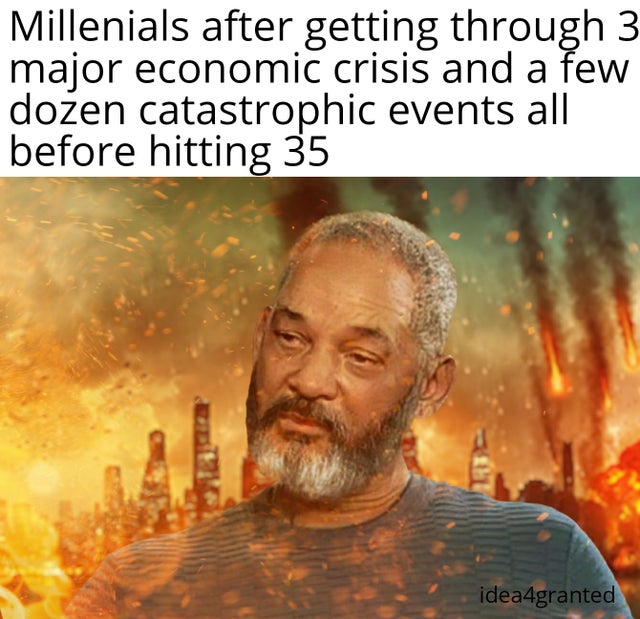 Millenials after getting through 3
major economic crisis and a few
dozen catastrophic events all
before hitting 35
idea4granted